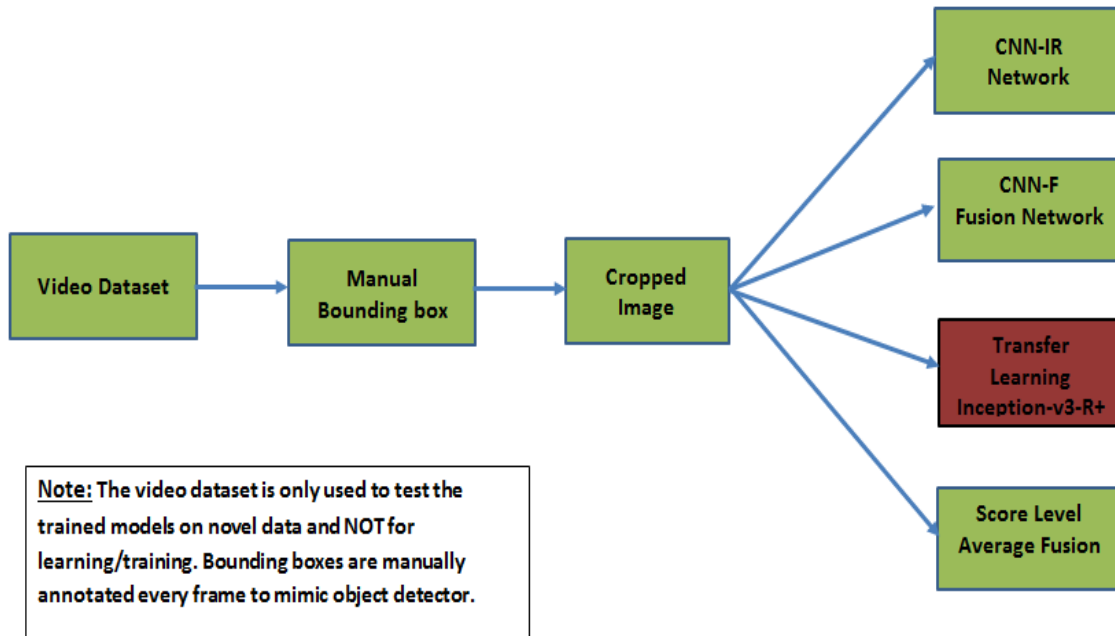 CNN-IR
Network
CNN-F
Fusion Network
Video Dataset
Manual
Bounding box
Cropped
Image
Transfer
Learning
Inception-v3-R+
Score Level
Average Fusion
Note: The video dataset is only used to test the
trained models on novel data and NOT for
learning/training. Bounding boxes are manually
annotated every frame to mimic object detector.